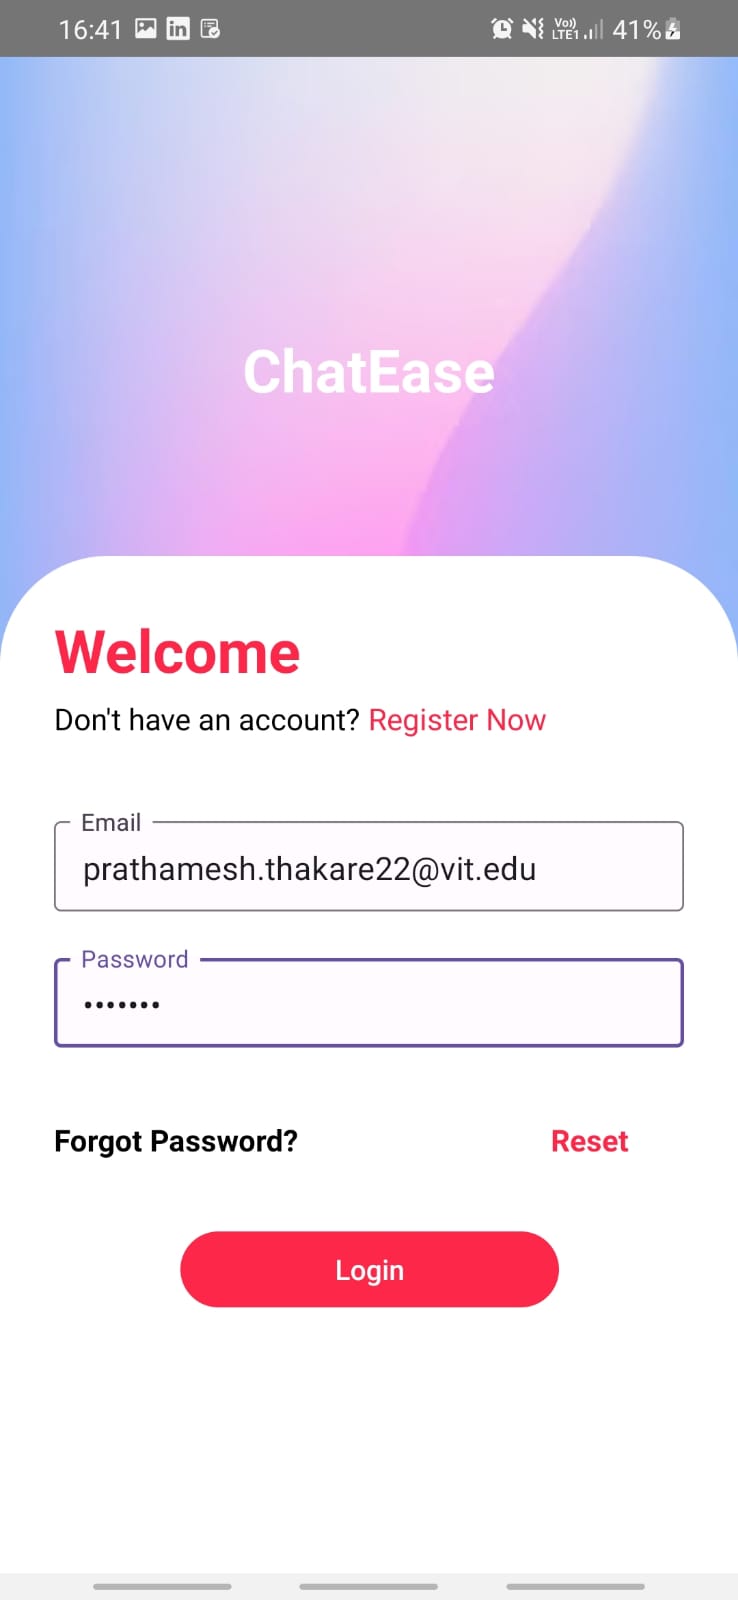 16:41 in Vo)) LTE1 41%
ChatEase
Welcome
Don't have an account? Register Now
Email
prathamesh.thakare22@vit.edu
Password
•••••••
Forgot Password? Reset
Login